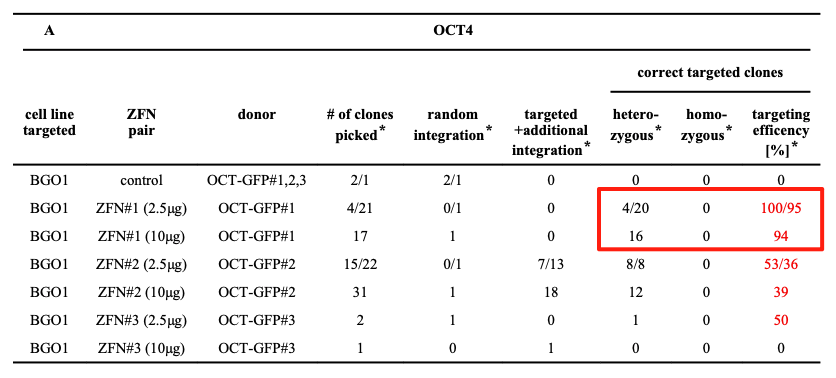 A OCT4
correct targeted clones
cell line targeted ZFN pair donor # of clones picked* random integration* targeted +additional integration* hetero-zygous* homo-zygous* targeting efficency [%]*
BGO1 control OCT-GFP#1,2,3 2/1 2/1 0 0 0 0
BGO1 ZFN#1 (2.5µg) OCT-GFP#1 4/21 0/1 0 4/20 0 100/95
BGO1 ZFN#1 (10µg) OCT-GFP#1 17 1 0 16 0 94
BGO1 ZFN#2 (2.5µg) OCT-GFP#2 15/22 0/1 7/13 8/8 0 53/36
BGO1 ZFN#2 (10µg) OCT-GFP#2 31 1 18 12 0 39
BGO1 ZFN#3 (2.5µg) OCT-GFP#3 2 1 0 1 0 50
BGO1 ZFN#3 (10µg) OCT-GFP#3 1 0 1 0 0 0